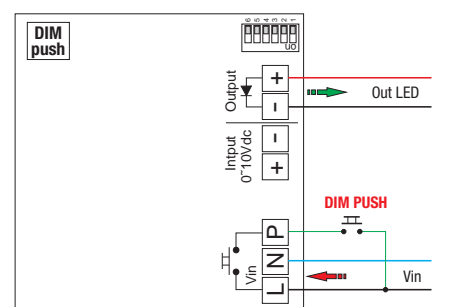 DIM
push
6 5 4 3 2 1
ON
Output
+
-
Out LED
Intput
0~10Vdc
-
+
DIM PUSH
P
N
L
Vin
Vin